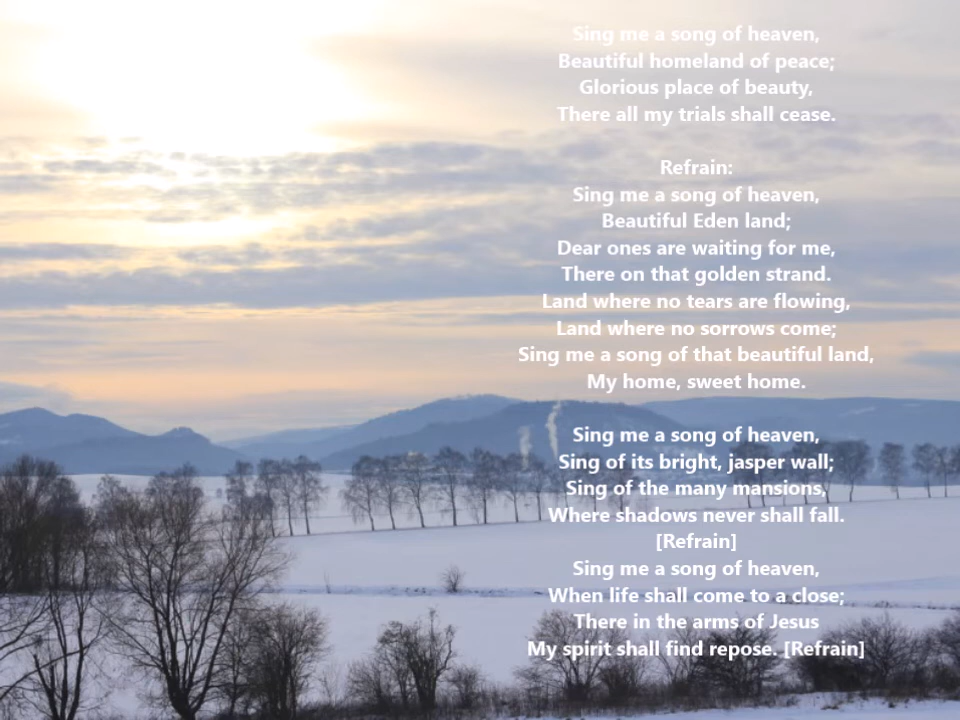 Sing me a song of heaven,
Beautiful homeland of peace;
Glorious place of beauty,
There all my trials shall cease.

Refrain:
Sing me a song of heaven,
Beautiful Eden land;
Dear ones are waiting for me,
There on that golden strand.
Land where no tears are flowing,
Land where no sorrows come;
Sing me a song of that beautiful land,
My home, sweet home.

Sing me a song of heaven,
Sing of its bright, jasper wall;
Sing of the many mansions,
Where shadows never shall fall.
[Refrain]
Sing me a song of heaven,
When life shall come to a close;
There in the arms of Jesus
My spirit shall find repose. [Refrain]